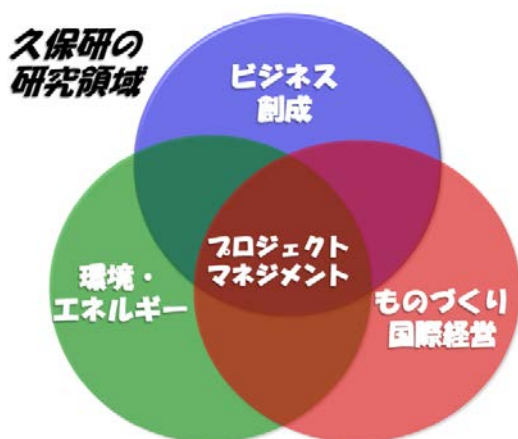 久保研の
研究領域
ビジネス
創成
プロジェクト
マネジメント
環境・
エネルギー
ものづくり
国際経営